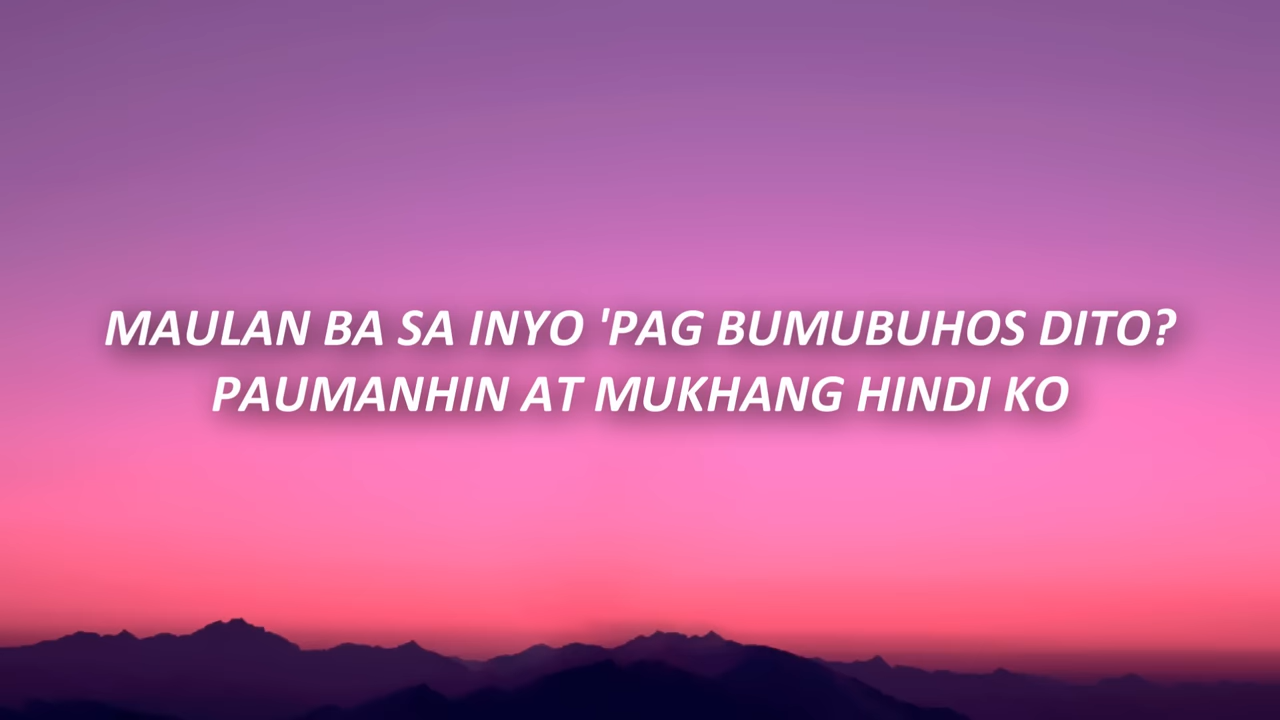 MAULAN BA SA INYO 'PAG BUMUBUHOS DITO?
PAUMANHIN AT MUKHANG HINDI KO